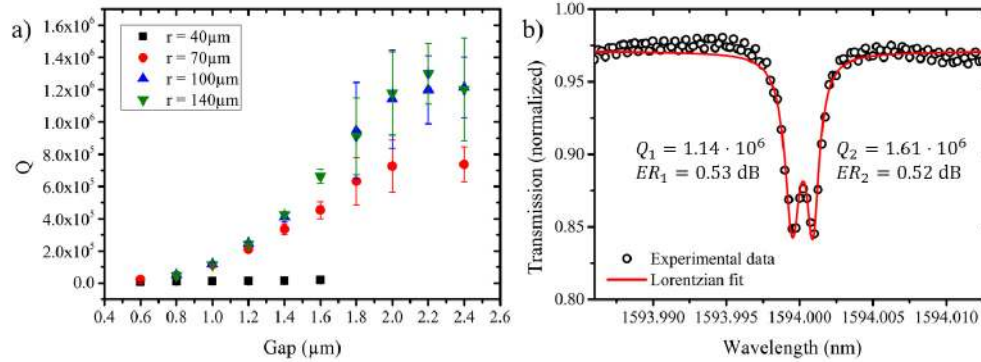 a)
r = 40μm
r = 70μm
r = 100μm
r = 140μm
1.6x10⁶
1.4x10⁶
1.2x10⁶
1.0x10⁶
8.0x10⁵
6.0x10⁵
4.0x10⁵
2.0x10⁵
0.0
Q
0.4 0.6 0.8 1.0 1.2 1.4 1.6 1.8 2.0 2.2 2.4 2.6
Gap (μm)
b)
1.00
0.95
0.90
0.85
0.80
Transmission (normalized)
Q₁ = 1.14 · 10⁶
ER₁ = 0.53 dB
Q₂ = 1.61 · 10⁶
ER₂ = 0.52 dB
Experimental data
Lorentzian fit
1593.990 1593.995 1594.000 1594.005 1594.010
Wavelength (nm)